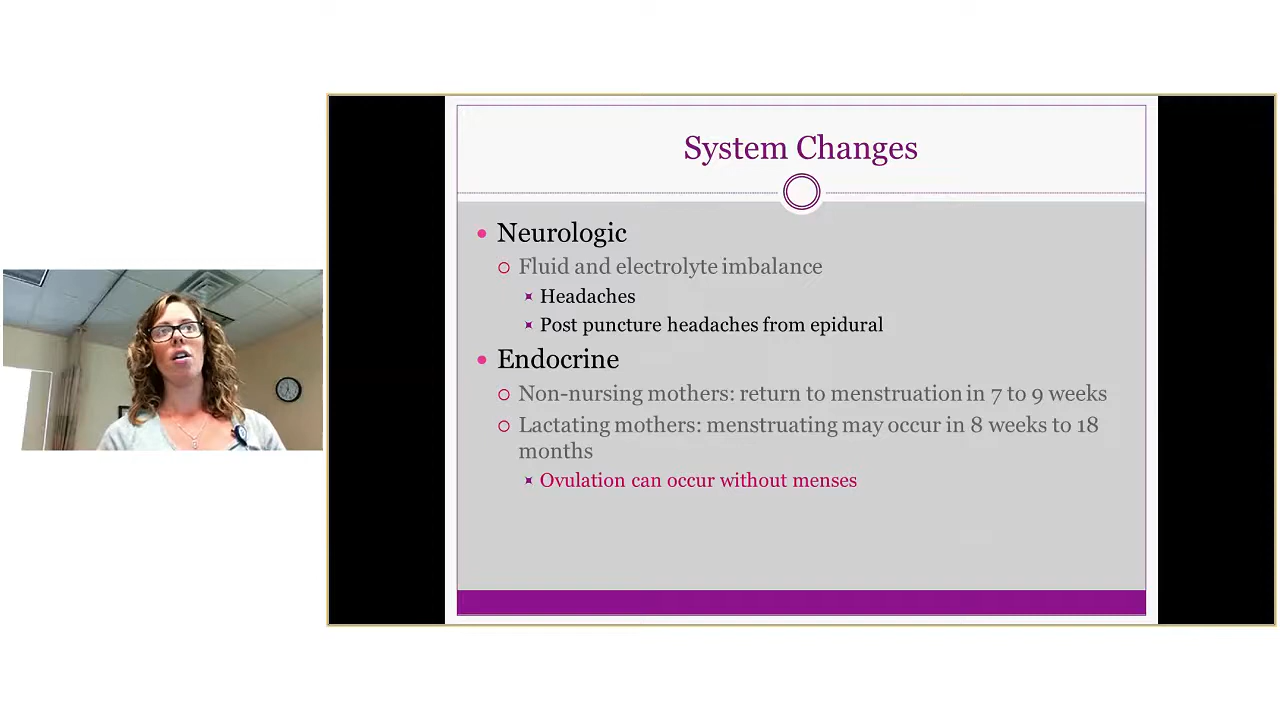 System Changes
Neurologic
Fluid and electrolyte imbalance
Headaches
Post puncture headaches from epidural
Endocrine
Non-nursing mothers: return to menstruation in 7 to 9 weeks
Lactating mothers: menstruating may occur in 8 weeks to 18
months
Ovulation can occur without menses